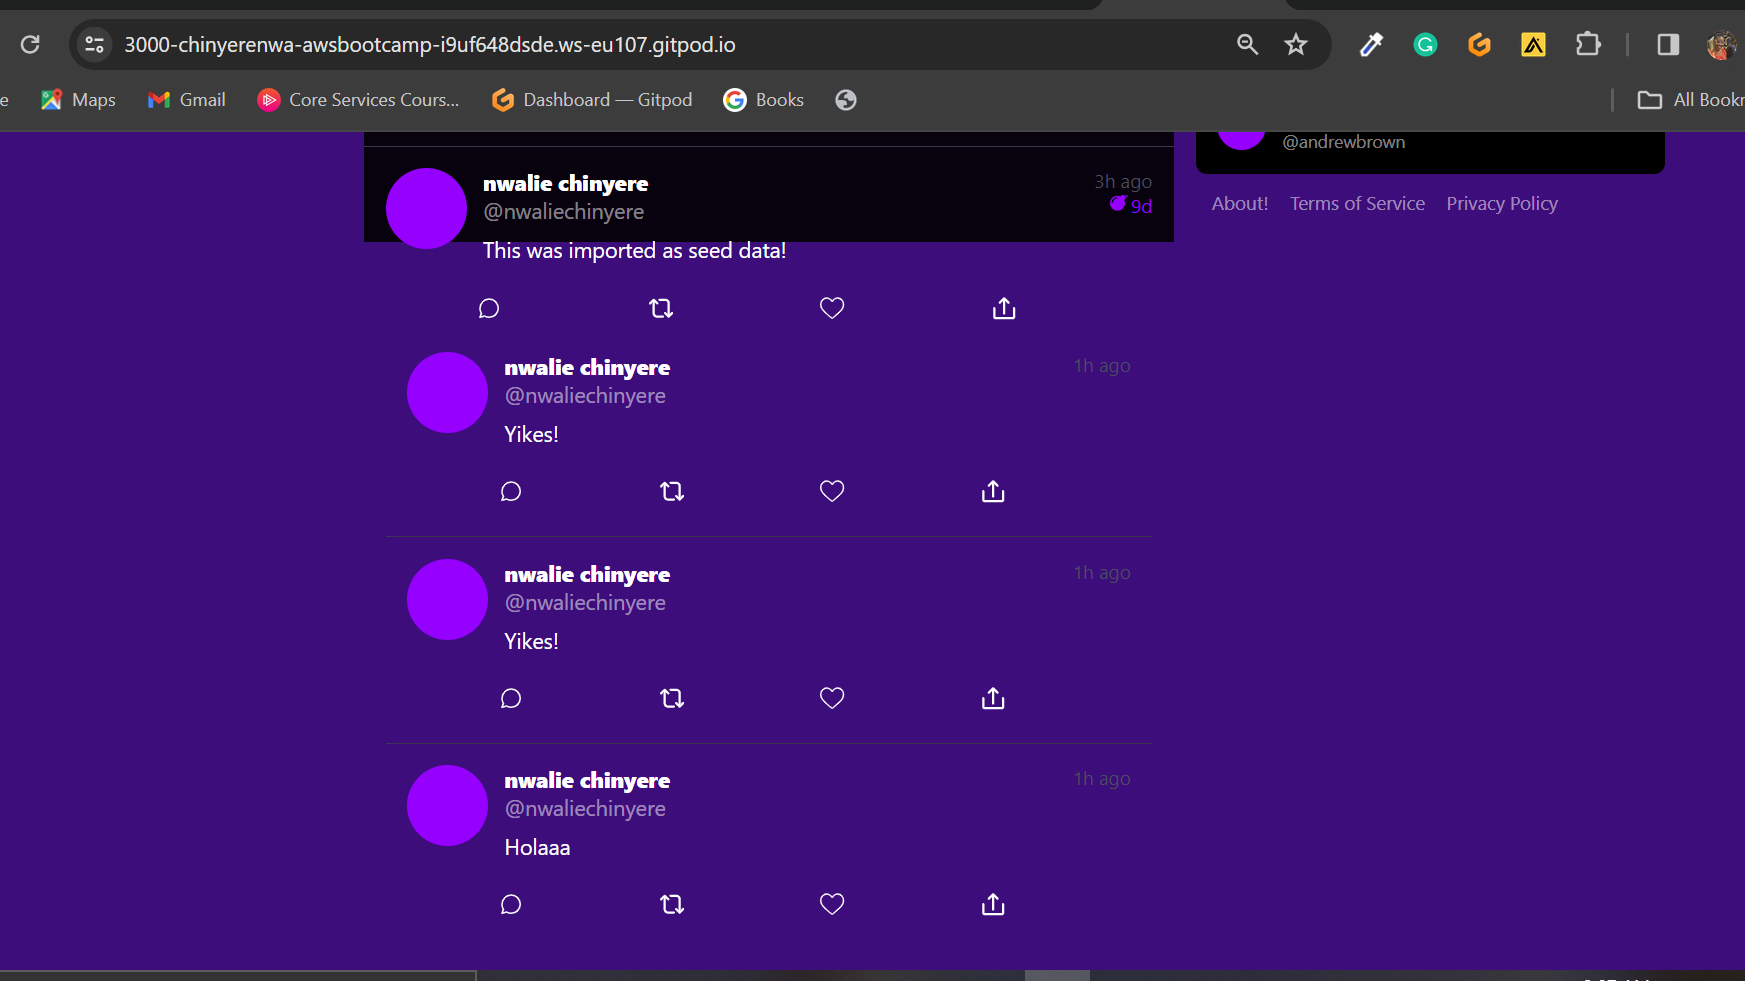 3000-chinyerenwa-awsbootcamp-i9uf648dsde.ws-eu107.gitpod.io
e Maps Gmail Core Services Cours... Dashboard — Gitpod Books All Bookr
@andrewbrown
nwalie chinyere 3h ago
@nwaliechinyere 9d
About! Terms of Service Privacy Policy
This was imported as seed data!
nwalie chinyere 1h ago
@nwaliechinyere
Yikes!
nwalie chinyere 1h ago
@nwaliechinyere
Yikes!
nwalie chinyere 1h ago
@nwaliechinyere
Holaaa